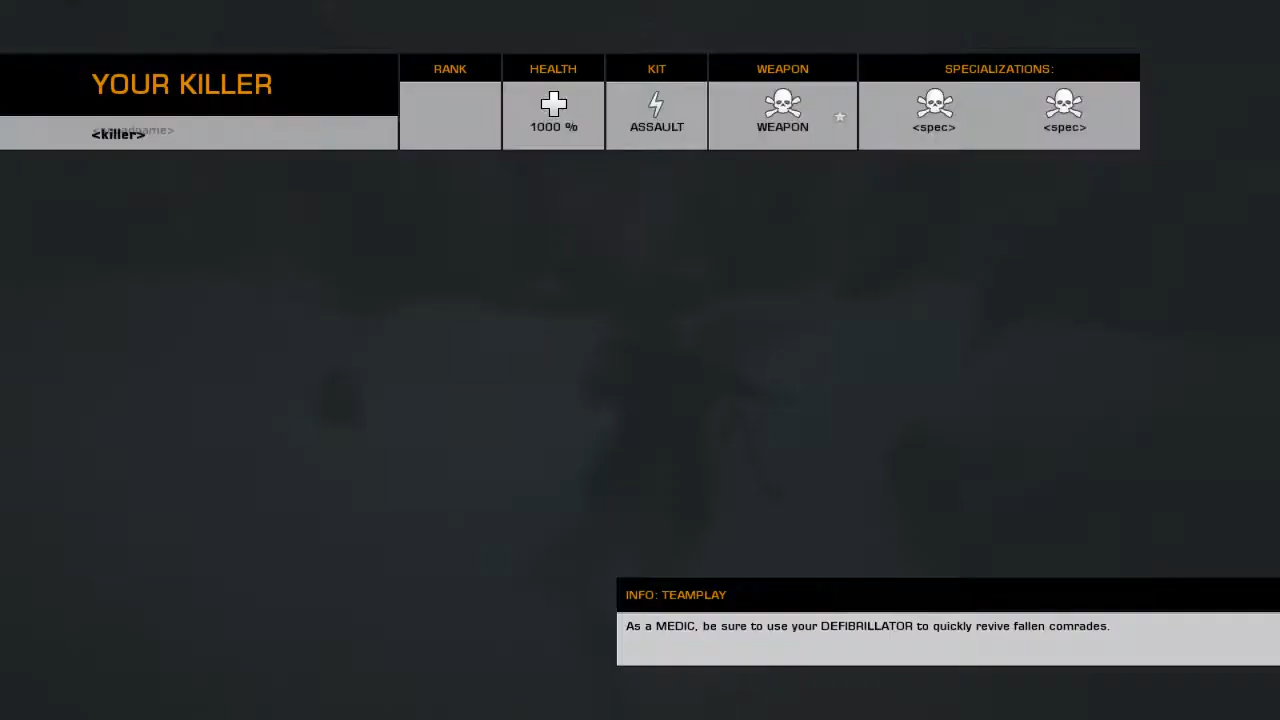 YOUR KILLER
<killer>
RANK
HEALTH
1000 %
KIT
ASSAULT
WEAPON
WEAPON
SPECIALIZATIONS:
<spec>
<spec>
INFO: TEAMPLAY
As a MEDIC, be sure to use your DEFIBRILLATOR to quickly revive fallen comrades.